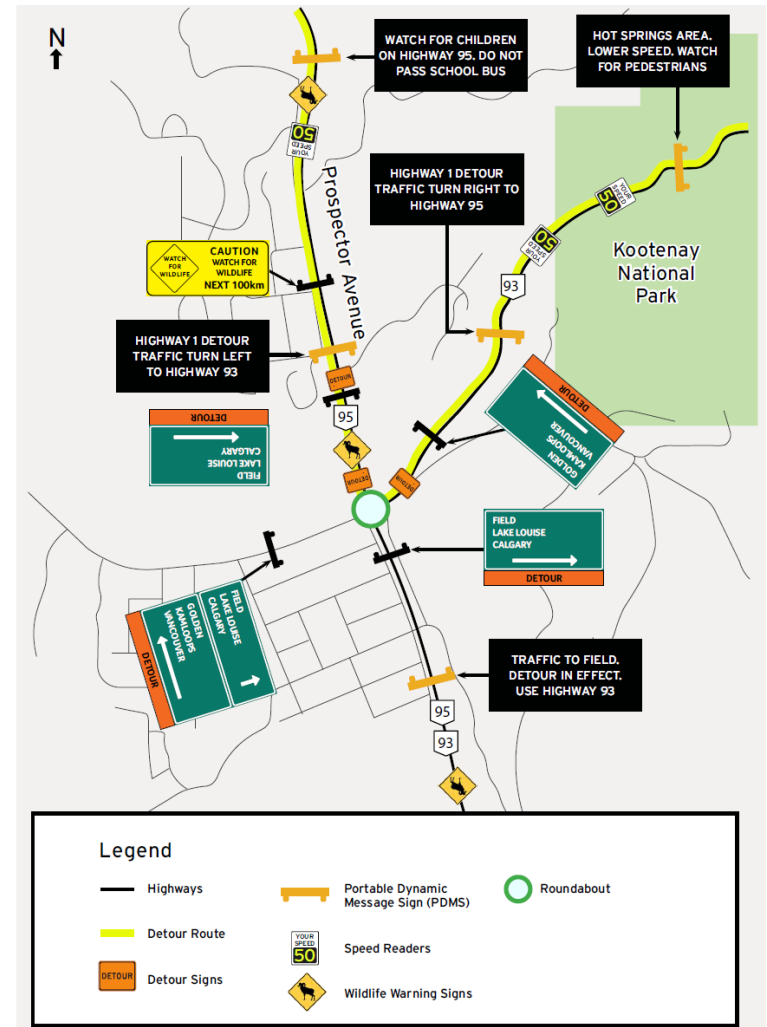 N
WATCH FOR CHILDREN
ON HIGHWAY 95. DO NOT
PASS SCHOOL BUS
HOT SPRINGS AREA.
LOWER SPEED. WATCH
FOR PEDESTRIANS
YOUR
SPEED
50
Prospector Avenue
HIGHWAY 1 DETOUR
TRAFFIC TURN RIGHT TO
HIGHWAY 95
YOUR
SPEED
50
YOUR
SPEED
50
Kootenay
National
Park
WATCH
FOR
WILDLIFE
CAUTION
WATCH FOR
WILDLIFE
NEXT 100km
93
HIGHWAY 1 DETOUR
TRAFFIC TURN LEFT
TO HIGHWAY 93
DETOUR
95
DETOUR
FIELD
LAKE LOUISE
CALGARY
DETOUR
GOLDEN
KAMLOOPS
VANCOUVER
DETOUR
DETOUR
FIELD
LAKE LOUISE
CALGARY
DETOUR
FIELD
LAKE LOUISE
CALGARY
GOLDEN
KAMLOOPS
VANCOUVER
DETOUR
TRAFFIC TO FIELD.
DETOUR IN EFFECT.
USE HIGHWAY 93
95
93
Legend
Highways
Detour Route
DETOUR
Detour Signs
Portable Dynamic
Message Sign (PDMS)
YOUR
SPEED
50
Speed Readers
Wildlife Warning Signs
Roundabout